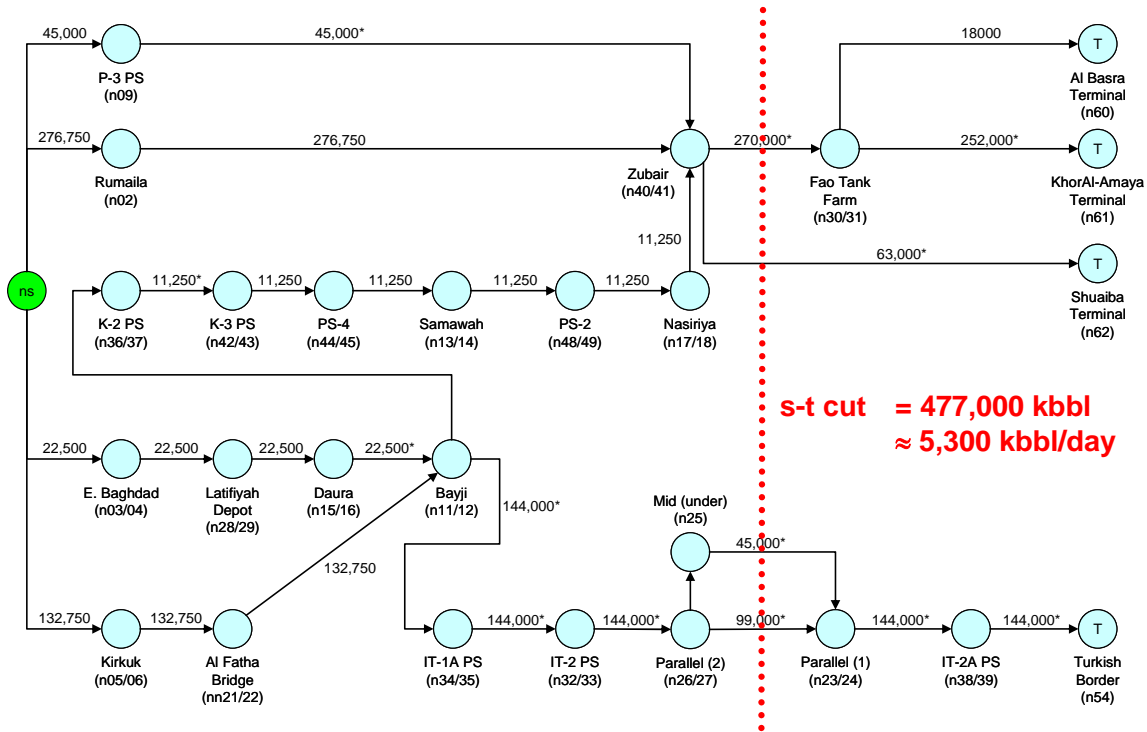 45,000
45,000*
18000
T
P-3 PS
(n09)
Al Basra
Terminal
(n60)
276,750
276,750
270,000*
252,000*
T
Rumaila
(n02)
Zubair
(n40/41)
Fao Tank
Farm
(n30/31)
KhorAl-Amaya
Terminal
(n61)
11,250
63,000*
T
Shuaiba
Terminal
(n62)
ns
11,250*
11,250
11,250
11,250
11,250
K-2 PS
(n36/37)
K-3 PS
(n42/43)
PS-4
(n44/45)
Samawah
(n13/14)
PS-2
(n48/49)
Nasiriya
(n17/18)
s-t cut = 477,000 kbbl
≈ 5,300 kbbl/day
22,500
22,500
22,500
22,500*
E. Baghdad
(n03/04)
Latifiyah
Depot
(n28/29)
Daura
(n15/16)
Bayji
(n11/12)
144,000*
Mid (under)
(n25)
45,000*
132,750
132,750
132,750
144,000*
144,000*
99,000*
144,000*
144,000*
T
Kirkuk
(n05/06)
Al Fatha
Bridge
(nn21/22)
IT-1A PS
(n34/35)
IT-2 PS
(n32/33)
Parallel (2)
(n26/27)
Parallel (1)
(n23/24)
IT-2A PS
(n38/39)
Turkish
Border
(n54)